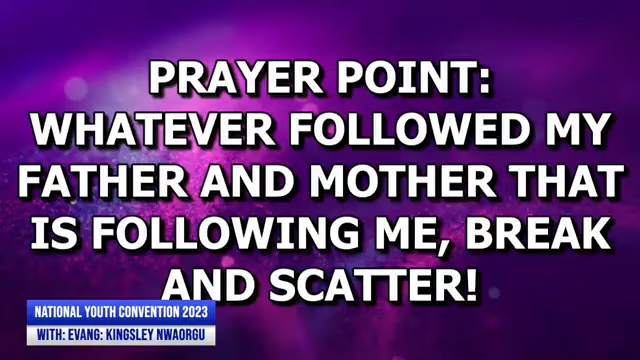 PRAYER POINT:
WHATEVER FOLLOWED MY
FATHER AND MOTHER THAT
IS FOLLOWING ME, BREAK
AND SCATTER!
NATIONAL YOUTH CONVENTION 2023
WITH: EVANG: KINGSLEY NWAORGU